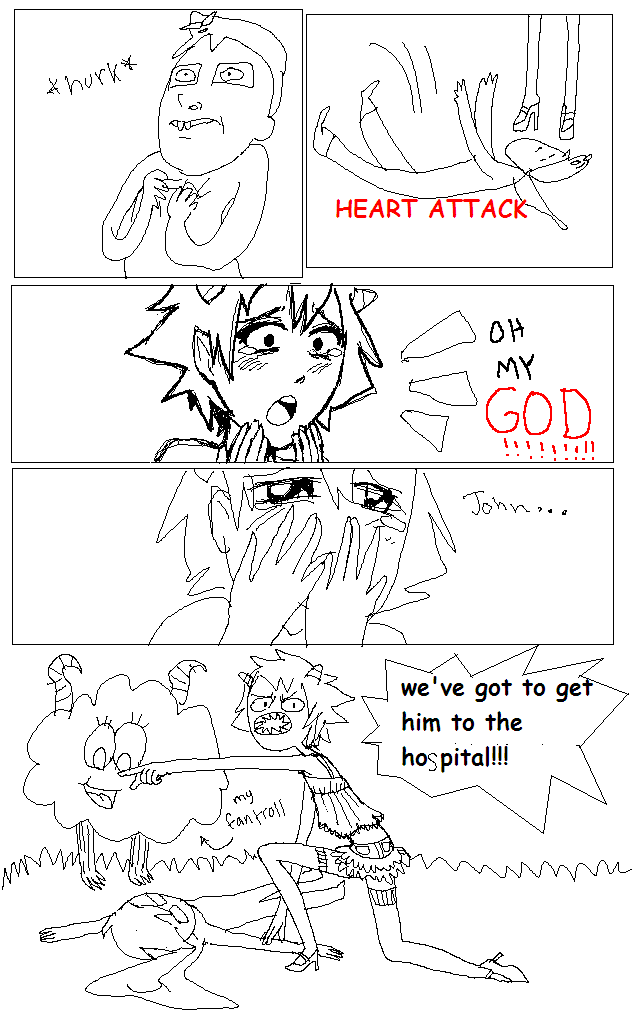 *hurk*
HEART ATTACK
OH
MY
GOD
!!!!!!!!!
John...
we've got to get
him to the
hospital!!!
my
fantroll